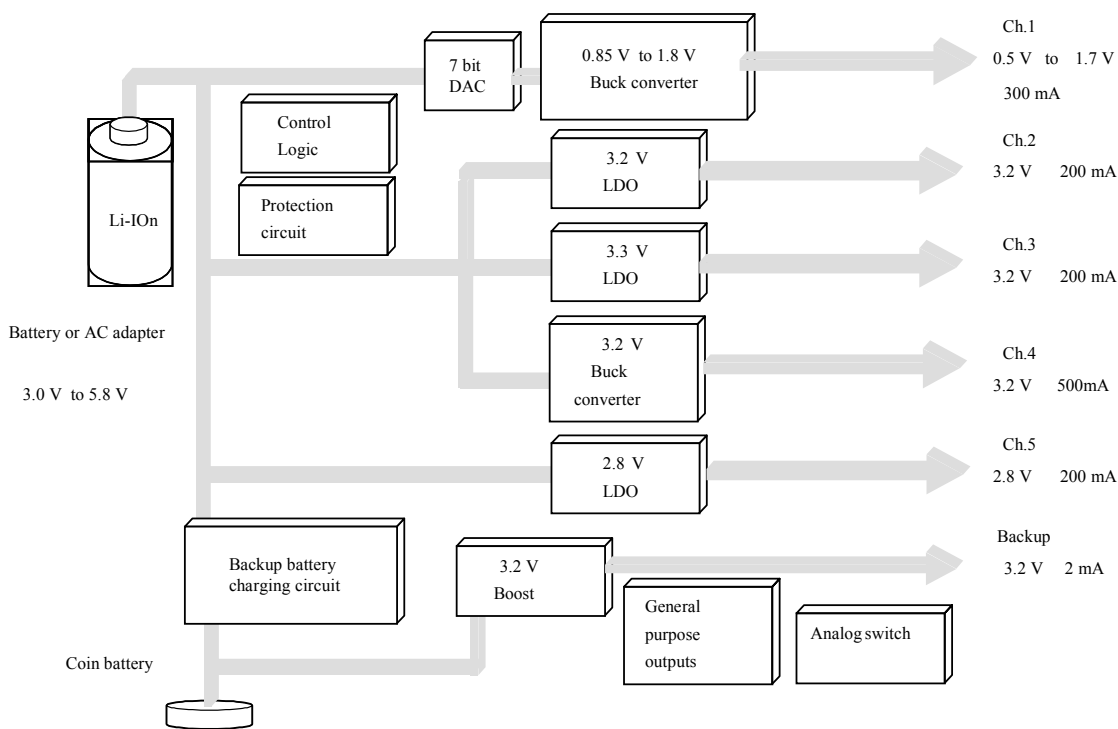 Ch.1
0.5 V to 1.7 V
300 mA
7 bit
DAC
0.85 V to 1.8 V
Buck converter
Control
Logic
Protection
circuit
Li-IOn
3.2 V
LDO
Ch.2
3.2 V 200 mA
3.3 V
LDO
Ch.3
3.2 V 200 mA
Battery or AC adapter
3.0 V to 5.8 V
3.2 V
Buck
converter
Ch.4
3.2 V 500mA
2.8 V
LDO
Ch.5
2.8 V 200 mA
Backup battery
charging circuit
3.2 V
Boost
Backup
3.2 V 2 mA
General
purpose
outputs
Analog switch
Coin battery